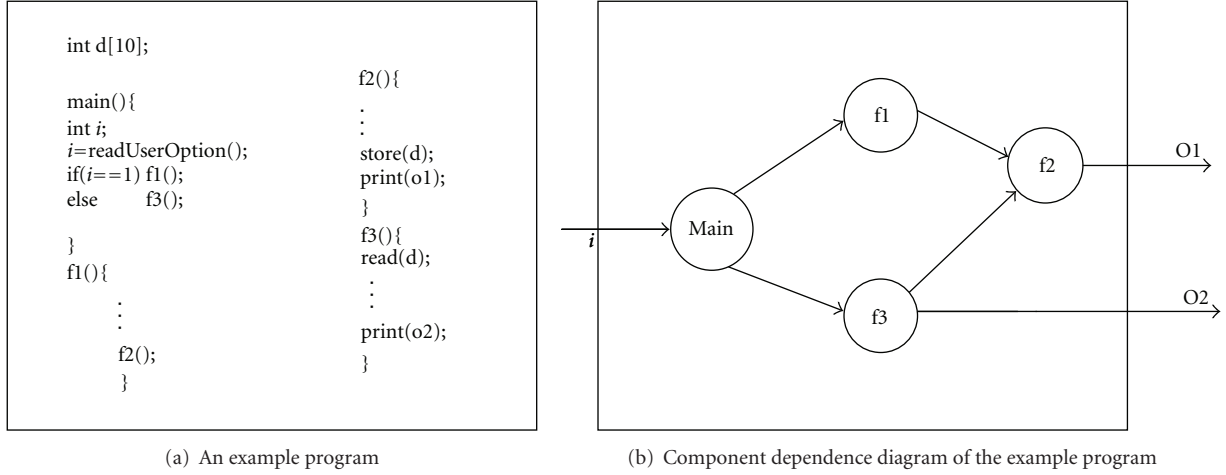 int d[10];
main(){
int i;
i=readUserOption();
if(i==1) f1();
else f3();
}
f1(){
.
.
.
f2();
}
f2(){
.
.
.
store(d);
print(o1);
}
f3(){
read(d);
.
.
.
print(o2);
}
(a) An example program
i
Main
f1
f3
f2
O1
O2
(b) Component dependence diagram of the example program